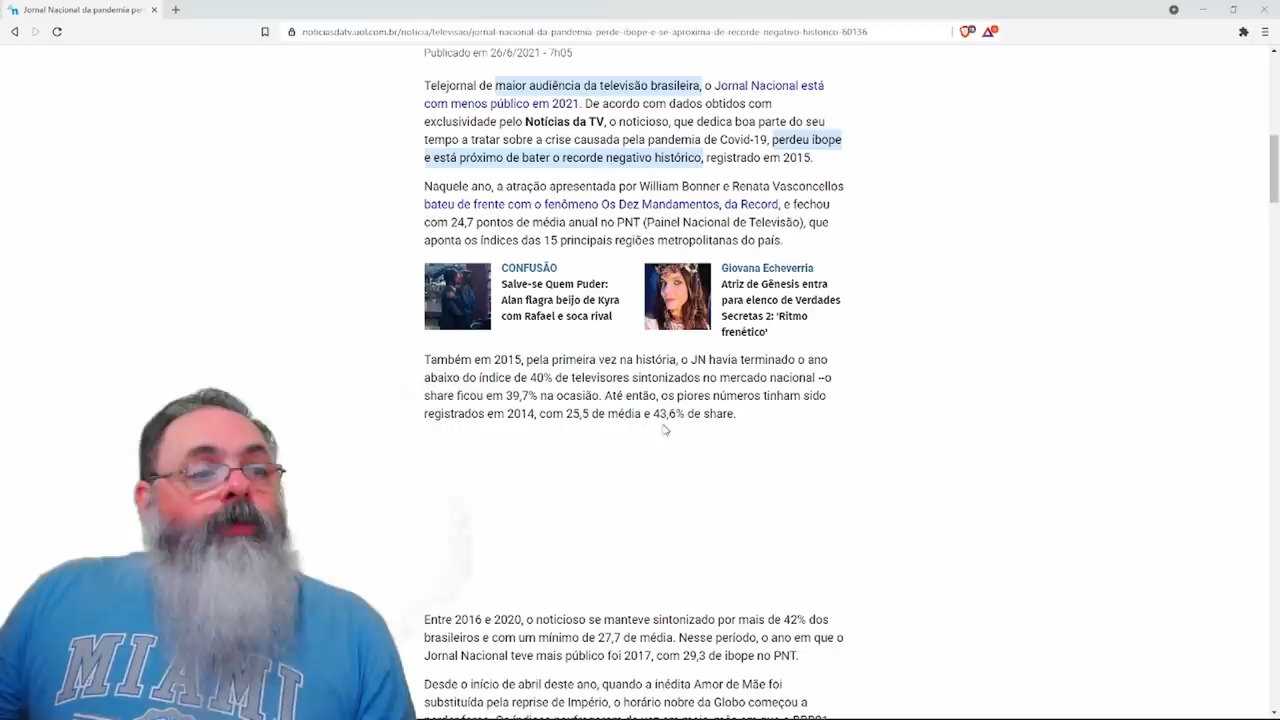 Jornal Nacional da pandemia per
noticiasdatv.uol.com.br/noticia/televisao/jornal-nacional-da-pandemia-perde-ibope-e-se-aproxima-de-recorde-negativo-historico-60136
Publicado em 26/6/2021 - 7h05
Telejornal de maior audiência da televisão brasileira, o Jornal Nacional está
com menos público em 2021. De acordo com dados obtidos com
exclusividade pelo Notícias da TV, o noticioso, que dedica boa parte do seu
tempo a tratar sobre a crise causada pela pandemia de Covid-19, perdeu ibope
e está próximo de bater o recorde negativo histórico, registrado em 2015.
Naquele ano, a atração apresentada por William Bonner e Renata Vasconcellos
bateu de frente com o fenômeno Os Dez Mandamentos, da Record, e fechou
com 24,7 pontos de média anual no PNT (Painel Nacional de Televisão), que
aponta os índices das 15 principais regiões metropolitanas do país.
CONFUSÃO
Salve-se Quem Puder:
Alan flagra beijo de Kyra
com Rafael e soca rival
Giovana Echeverria
Atriz de Gênesis entra
para elenco de Verdades
Secretas 2: 'Ritmo
frenético'
Também em 2015, pela primeira vez na história, o JN havia terminado o ano
abaixo do índice de 40% de televisores sintonizados no mercado nacional --o
share ficou em 39,7% na ocasião. Até então, os piores números tinham sido
registrados em 2014, com 25,5 de média e 43,6% de share.
Entre 2016 e 2020, o noticioso se manteve sintonizado por mais de 42% dos
brasileiros e com um mínimo de 27,7 de média. Nesse período, o ano em que o
Jornal Nacional teve mais público foi 2017, com 29,3 de ibope no PNT.
Desde o início de abril deste ano, quando a inédita Amor de Mãe foi
substituída pela reprise de Império, o horário nobre da Globo começou a
MIAMI